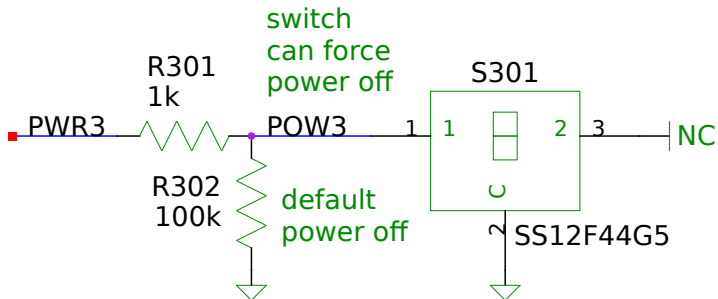 switch
can force
power off
R301
1k
S301
PWR3
POW3
1
1
2
3
NC
R302
100k
default
power off
C
2
SS12F44G5